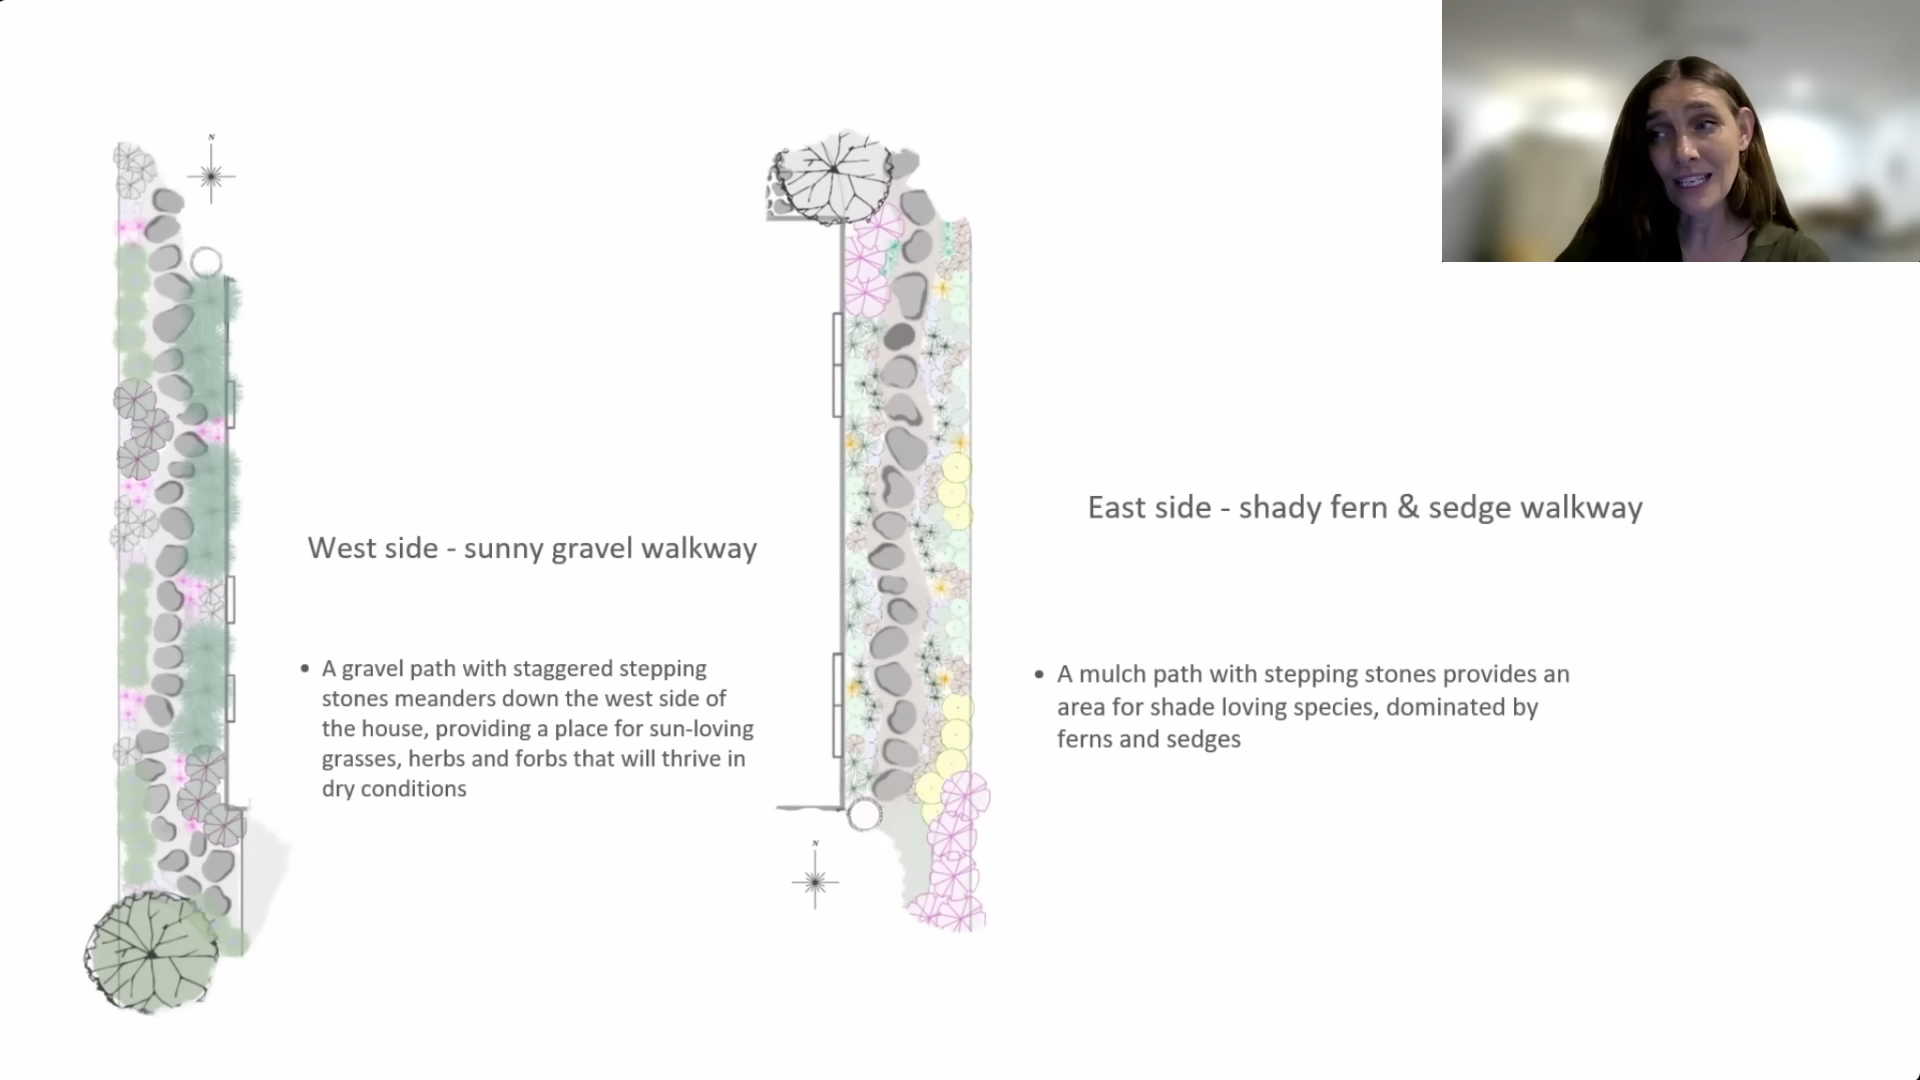 N
West side - sunny gravel walkway
• A gravel path with staggered stepping
stones meanders down the west side of
the house, providing a place for sun-loving
grasses, herbs and forbs that will thrive in
dry conditions
East side - shady fern & sedge walkway
• A mulch path with stepping stones provides an
area for shade loving species, dominated by
ferns and sedges
N